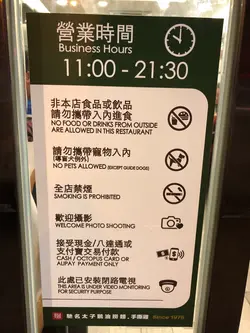 營業時間
Business Hours
11:00 - 21:30
非本店食品或飲品
請勿攜帶入內進食
NO FOOD OR DRINKS FROM OUTSIDE
ARE ALLOWED IN THIS RESTAURANT
請勿攜帶寵物入內
(導盲犬例外)
NO PETS ALLOWED (EXCEPT GUIDE DOGS)
全店禁煙
SMOKING IS PROHIBITED
歡迎攝影
WELCOME PHOTO SHOOTING
接受現金/八達通或
支付寶交易付款
CASH / OCTOPUS CARD OR
ALIPAY PAYMENT ONLY
此處已安裝閉路電視
THIS AREA IS UNDER VIDEO MONITORING
FOR SECURITY PURPOSE
Since 1970